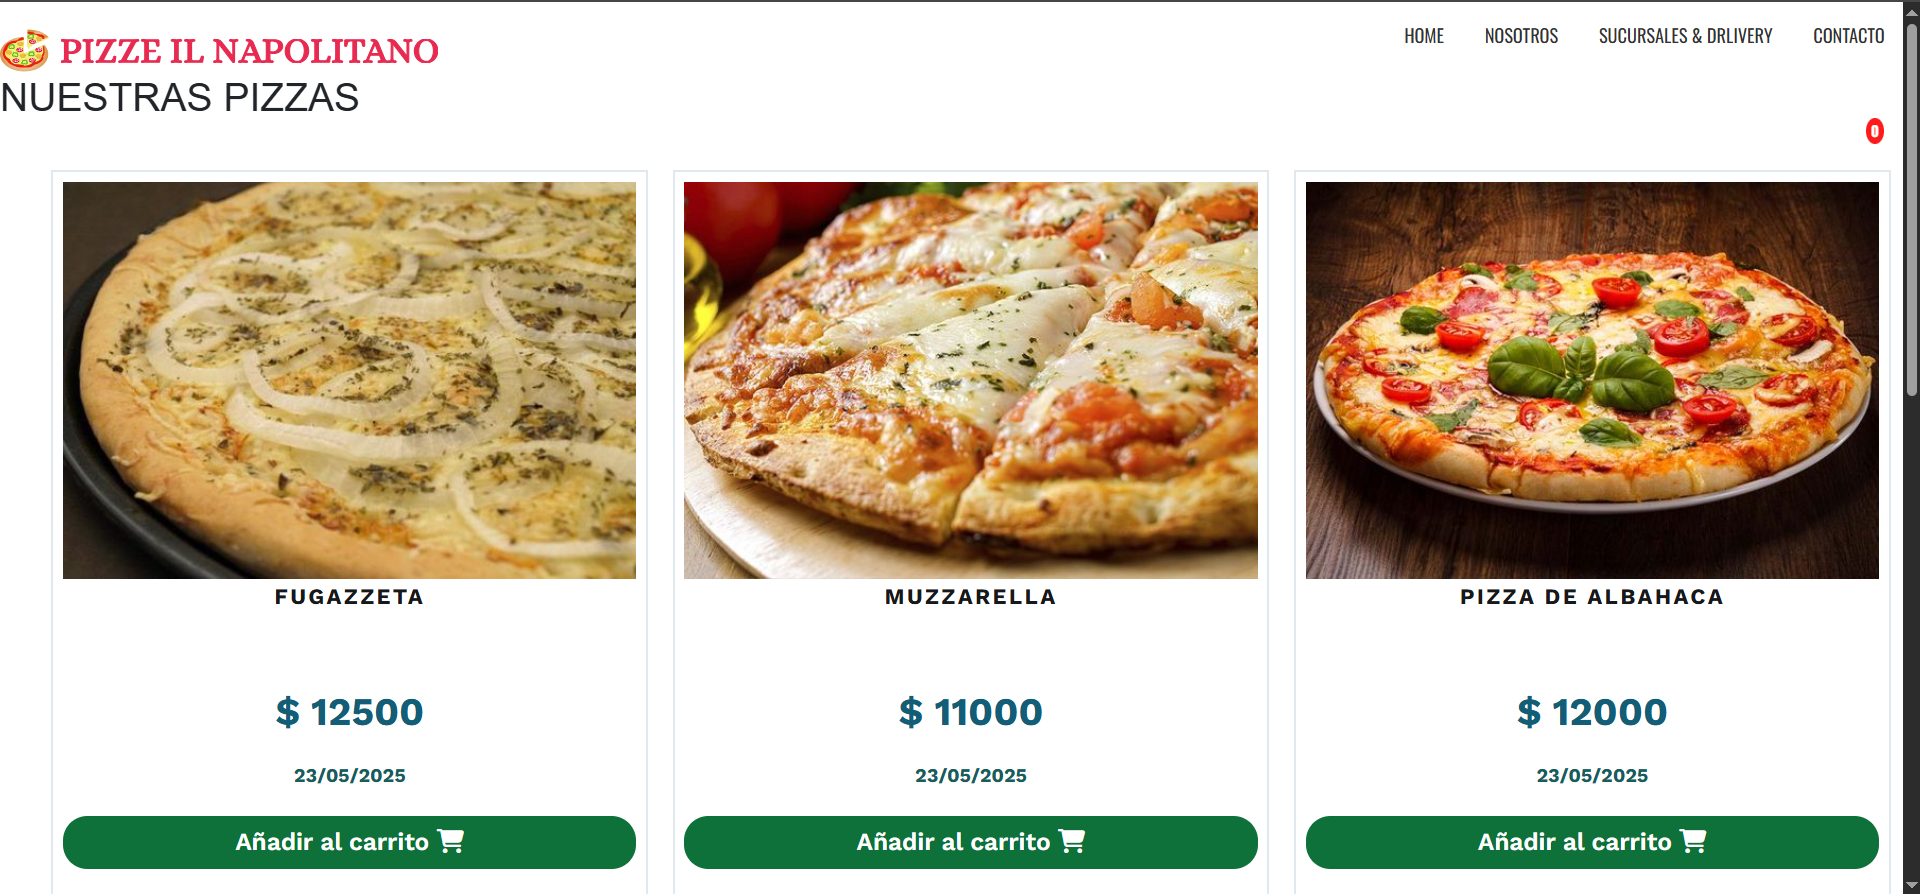 PIZZE IL NAPOLITANO
HOME NOSOTROS SUCURSALES & DRLIVERY CONTACTO
NUESTRAS PIZZAS
0
FUGAZZETA
$ 12500
23/05/2025
Añadir al carrito
MUZZARELLA
$ 11000
23/05/2025
Añadir al carrito
PIZZA DE ALBAHACA
$ 12000
23/05/2025
Añadir al carrito